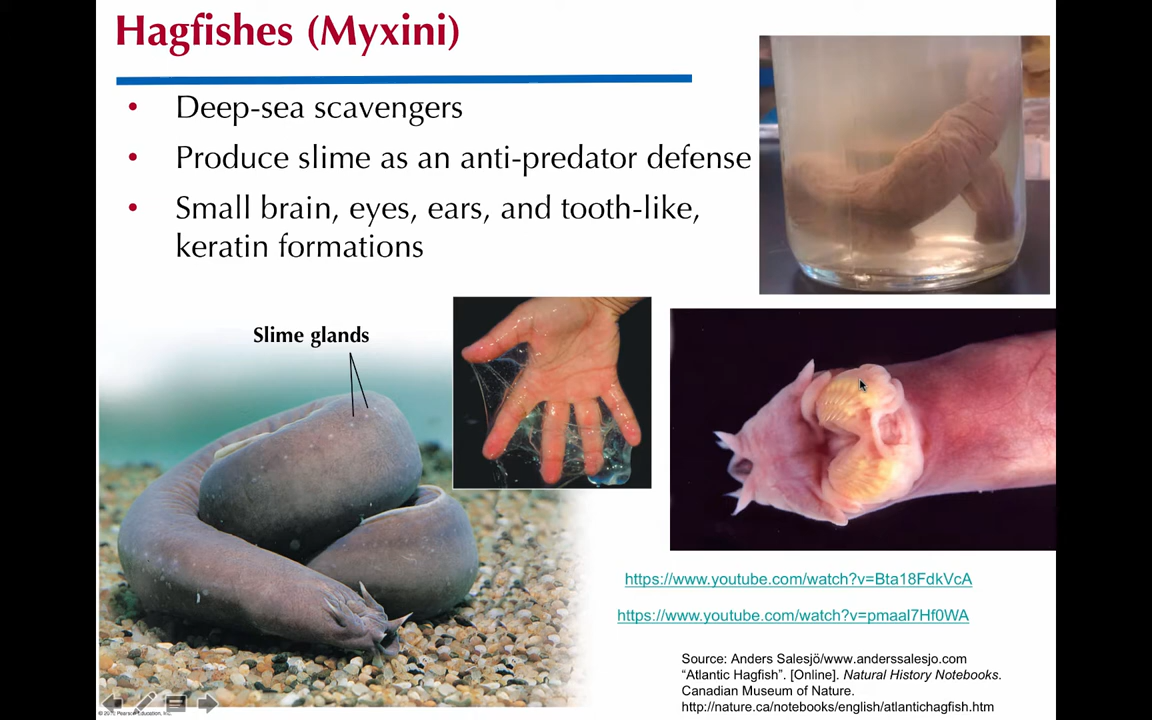 Hagfishes (Myxini)
• Deep-sea scavengers
• Produce slime as an anti-predator defense
• Small brain, eyes, ears, and tooth-like,
keratin formations
Slime glands
https://www.youtube.com/watch?v=Bta18FdkVcA
https://www.youtube.com/watch?v=pmaal7Hf0WA
Source: Anders Salesjö/www.anderssalesjo.com
“Atlantic Hagfish”. [Online]. Natural History Notebooks.
Canadian Museum of Nature.
http://nature.ca/notebooks/english/atlantichagfish.htm
Pearson Education, Inc.